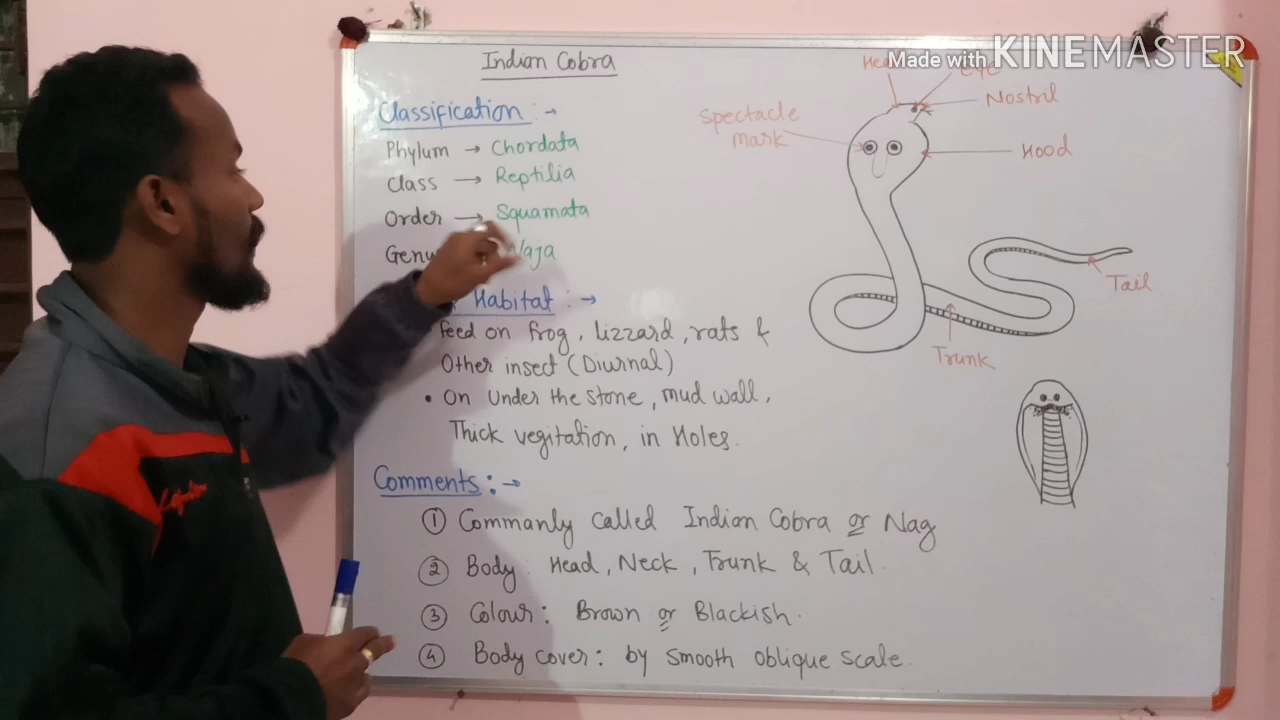 Indian Cobra
Made with KINEMASTER
Classification :→
Phylum → Chordata
Class → Reptilia
Order → Squamata
Naja
Habitat :→
feed on frog, lizzard, rats &
Other insect (Diurnal)
• On Under the stone, mud wall,
Thick vegitation, in Holes.
Comments :→
① Commanly called Indian Cobra or Nag
② Body: Head, Neck, Trunk & Tail.
③ Colour: Brown or Blackish.
④ Body cover: by smooth oblique scale.
Nostril
Spectacle
mark
Hood
Tail
Trunk